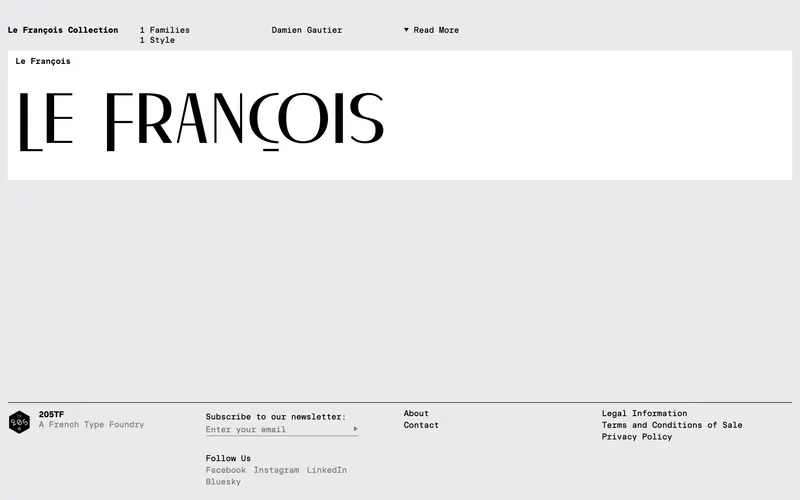 Le François Collection
1 Families
1 Style
Damien Gautier
▼ Read More
Le François
LE FRANÇOIS
205TF
A French Type Foundry
Subscribe to our newsletter:
Enter your email
Follow Us
Facebook Instagram LinkedIn
Bluesky
About
Contact
Legal Information
Terms and Conditions of Sale
Privacy Policy